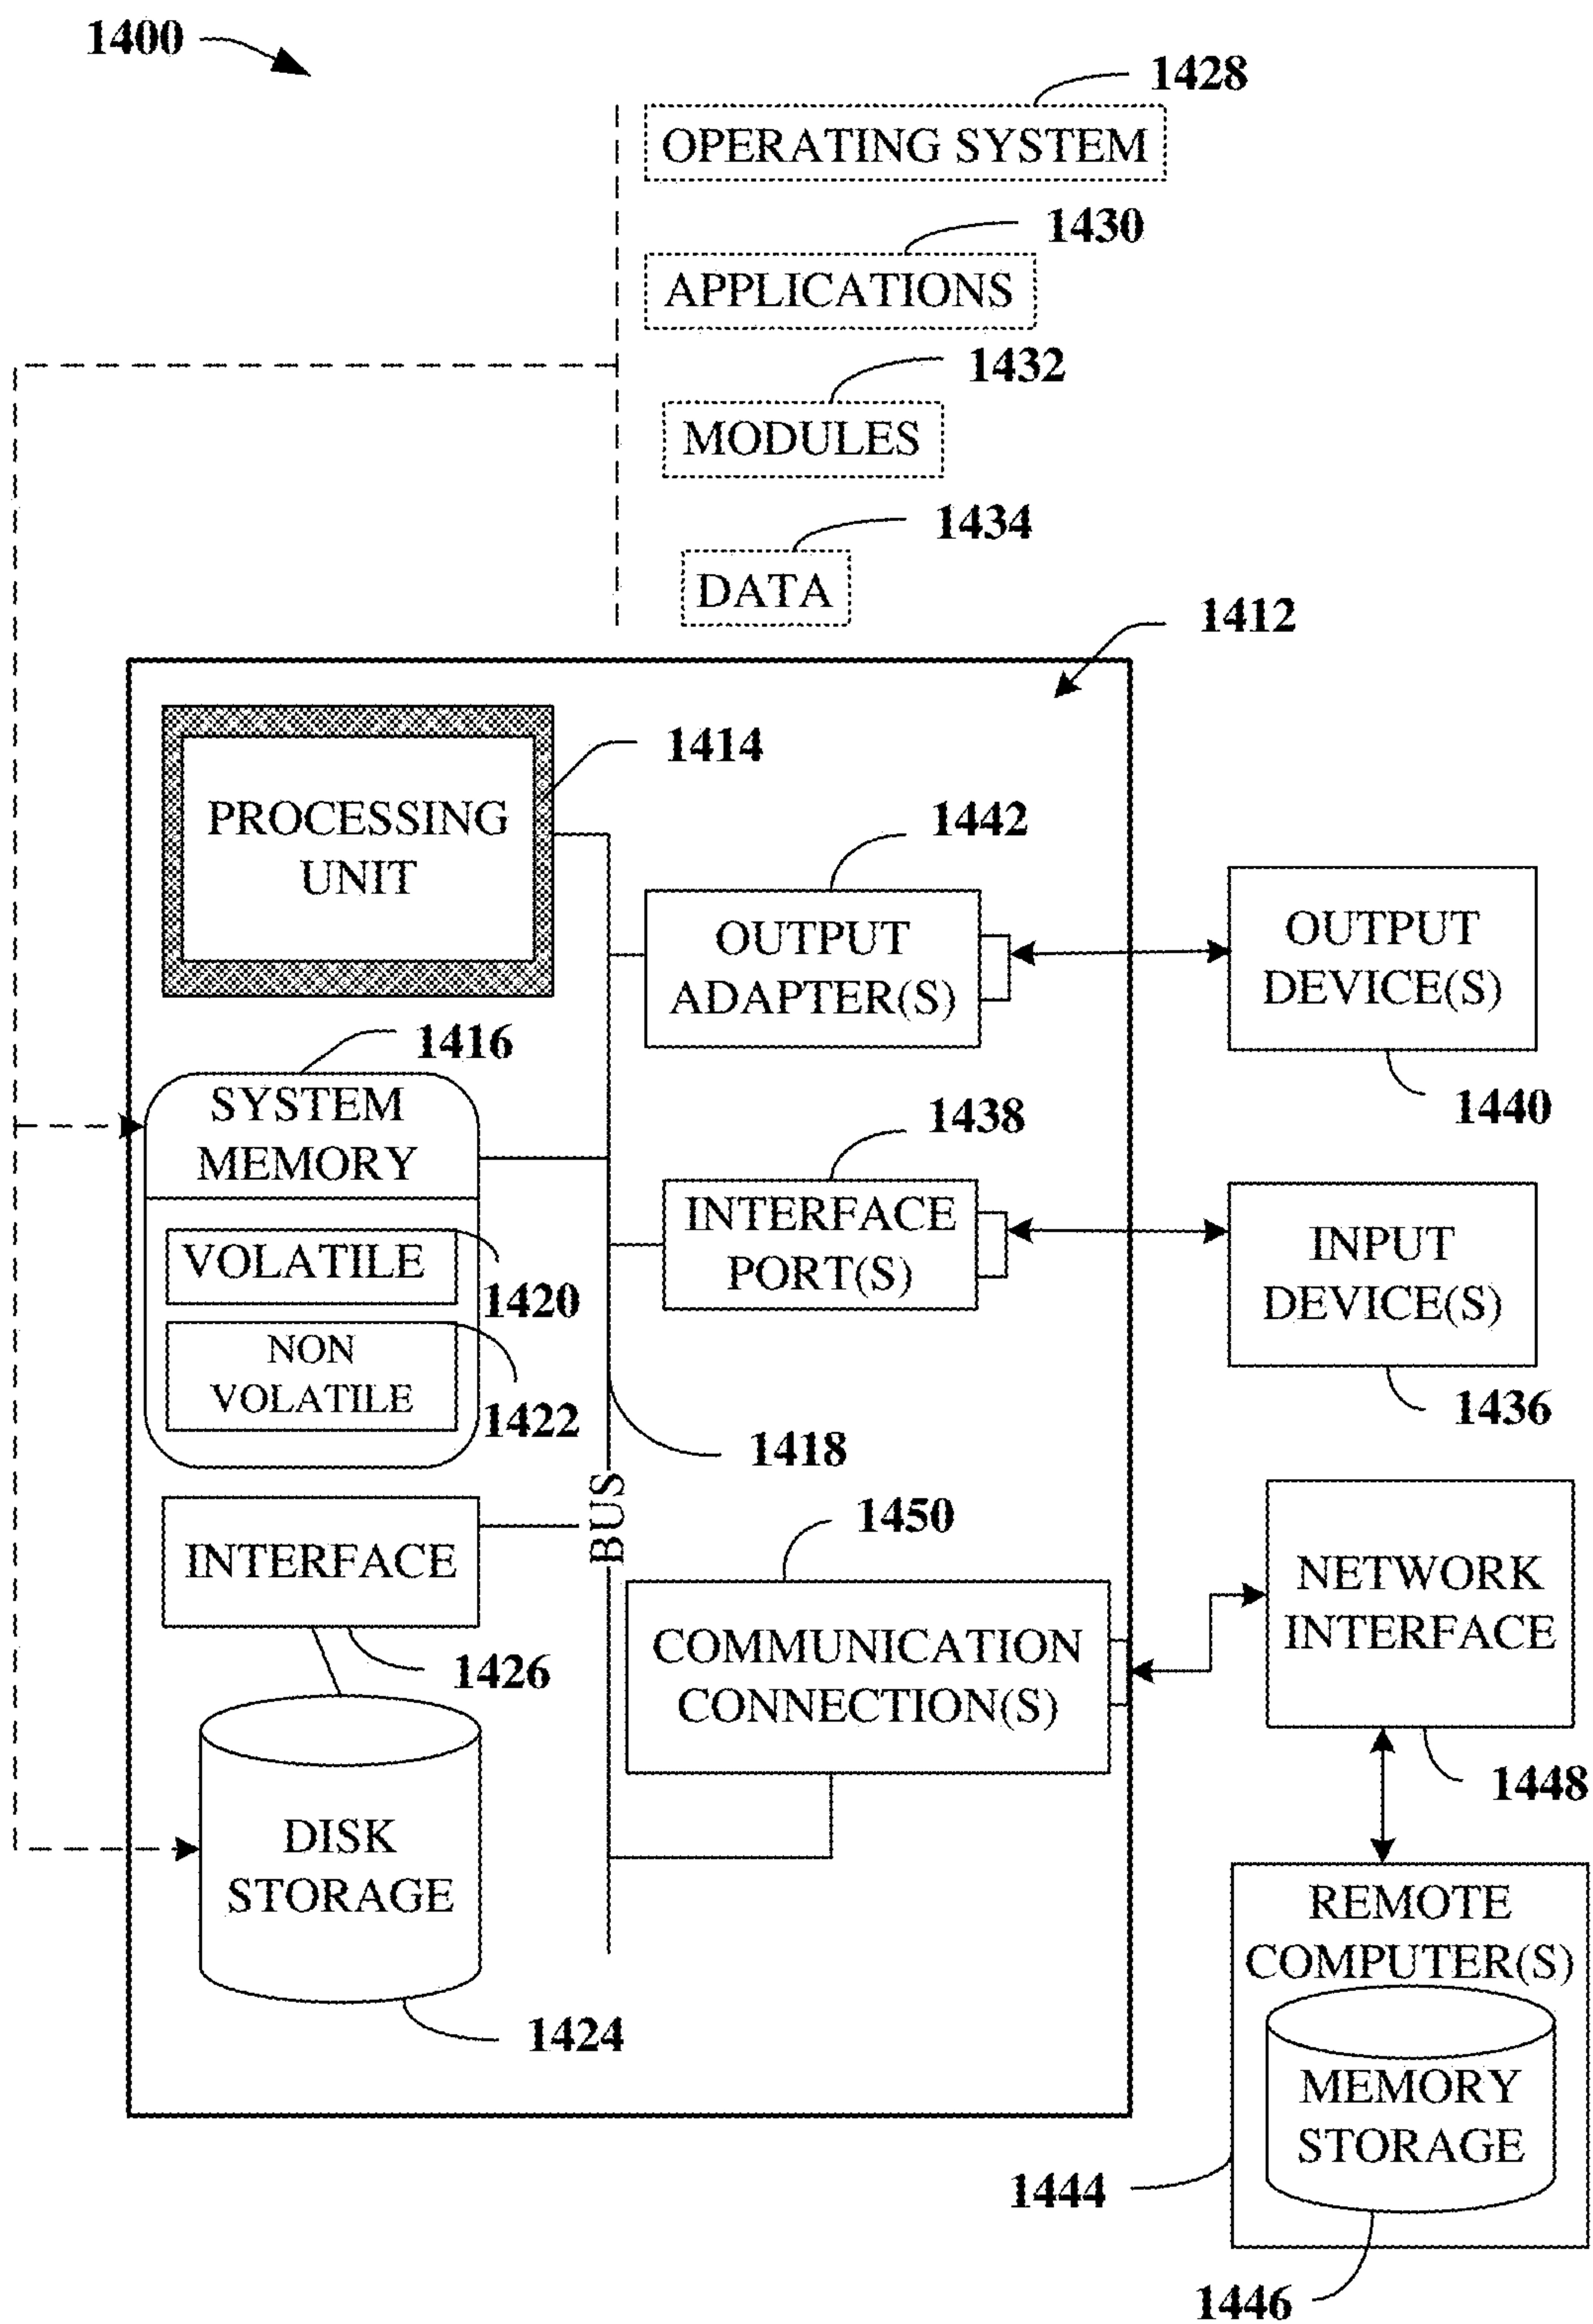 1400
1428
OPERATING SYSTEM
1430
APPLICATIONS
1432
MODULES
1434
DATA
1412
1414
PROCESSING
UNIT
1442
OUTPUT
ADAPTER(S)
OUTPUT
DEVICE(S)
1440
1416
SYSTEM
MEMORY
VOLATILE
1420
NON
VOLATILE
1422
1438
INTERFACE
PORT(S)
INPUT
DEVICE(S)
1436
1418
BUS
INTERFACE
1426
1450
COMMUNICATION
CONNECTION(S)
NETWORK
INTERFACE
1448
DISK
STORAGE
1424
REMOTE
COMPUTER(S)
MEMORY
STORAGE
1444
1446